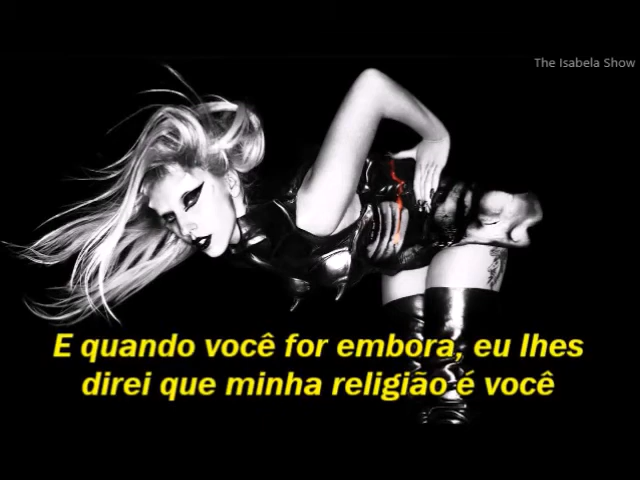 The Isabela Show
E quando você for embora, eu lhes
direi que minha religião é você